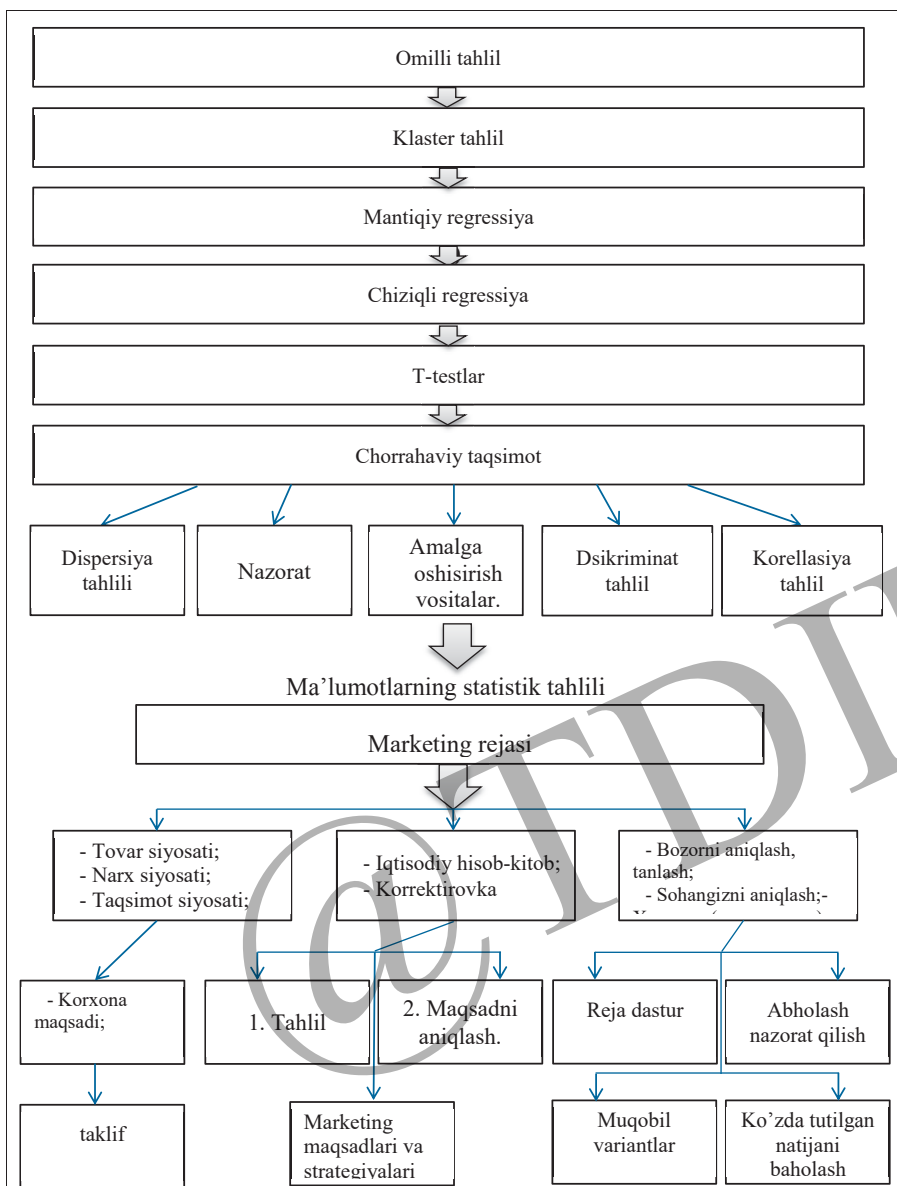 Omilli tahlil
Klaster tahlil
Mantiqiy regressiya
Chiziqli regressiya
T-testlar
Chorrahaviy taqsimot
Dispersiya
tahlili
Nazorat
Amalga
oshisirish
vositalar.
Dsikriminat
tahlil
Korellasiya
tahlil
Ma’lumotlarning statistik tahlili
Marketing rejasi
- Tovar siyosati;
- Narx siyosati;
- Taqsimot siyosati;
- Iqtisodiy hisob-kitob;
- Korrektirovka
- Bozorni aniqlash,
tanlash;
- Sohangizni aniqlash;-
- Korxona
maqsadi;
1. Tahlil
2. Maqsadni
aniqlash.
Reja dastur
Abholash
nazorat qilish
taklif
Marketing
maqsadlari va
strategiyalari
Muqobil
variantlar
Ko’zda tutilgan
natijani
baholash
@TDI